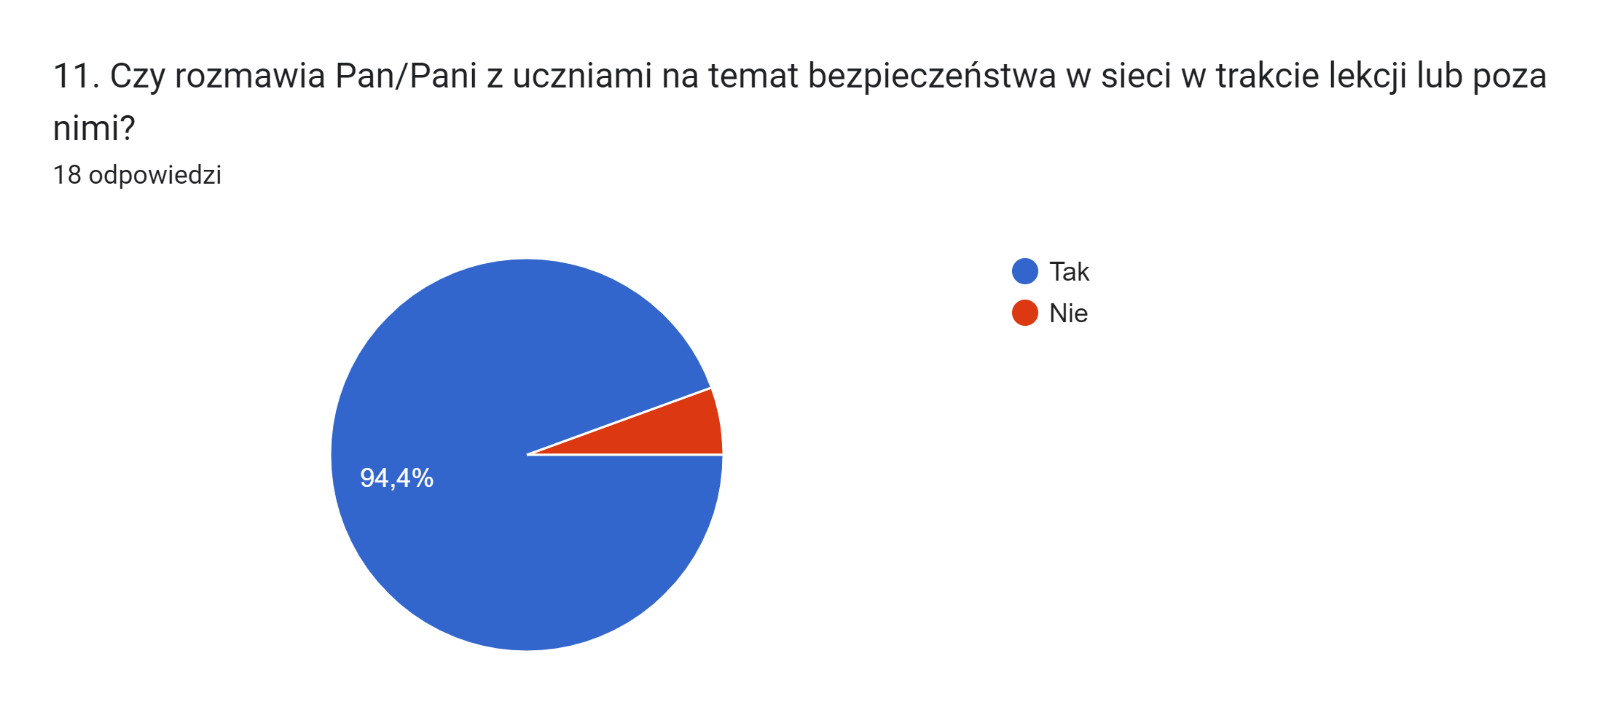 11. Czy rozmawia Pan/Pani z uczniami na temat bezpieczeństwa w sieci w trakcie lekcji lub poza
nimi?
18 odpowiedzi
Tak
Nie
94,4%